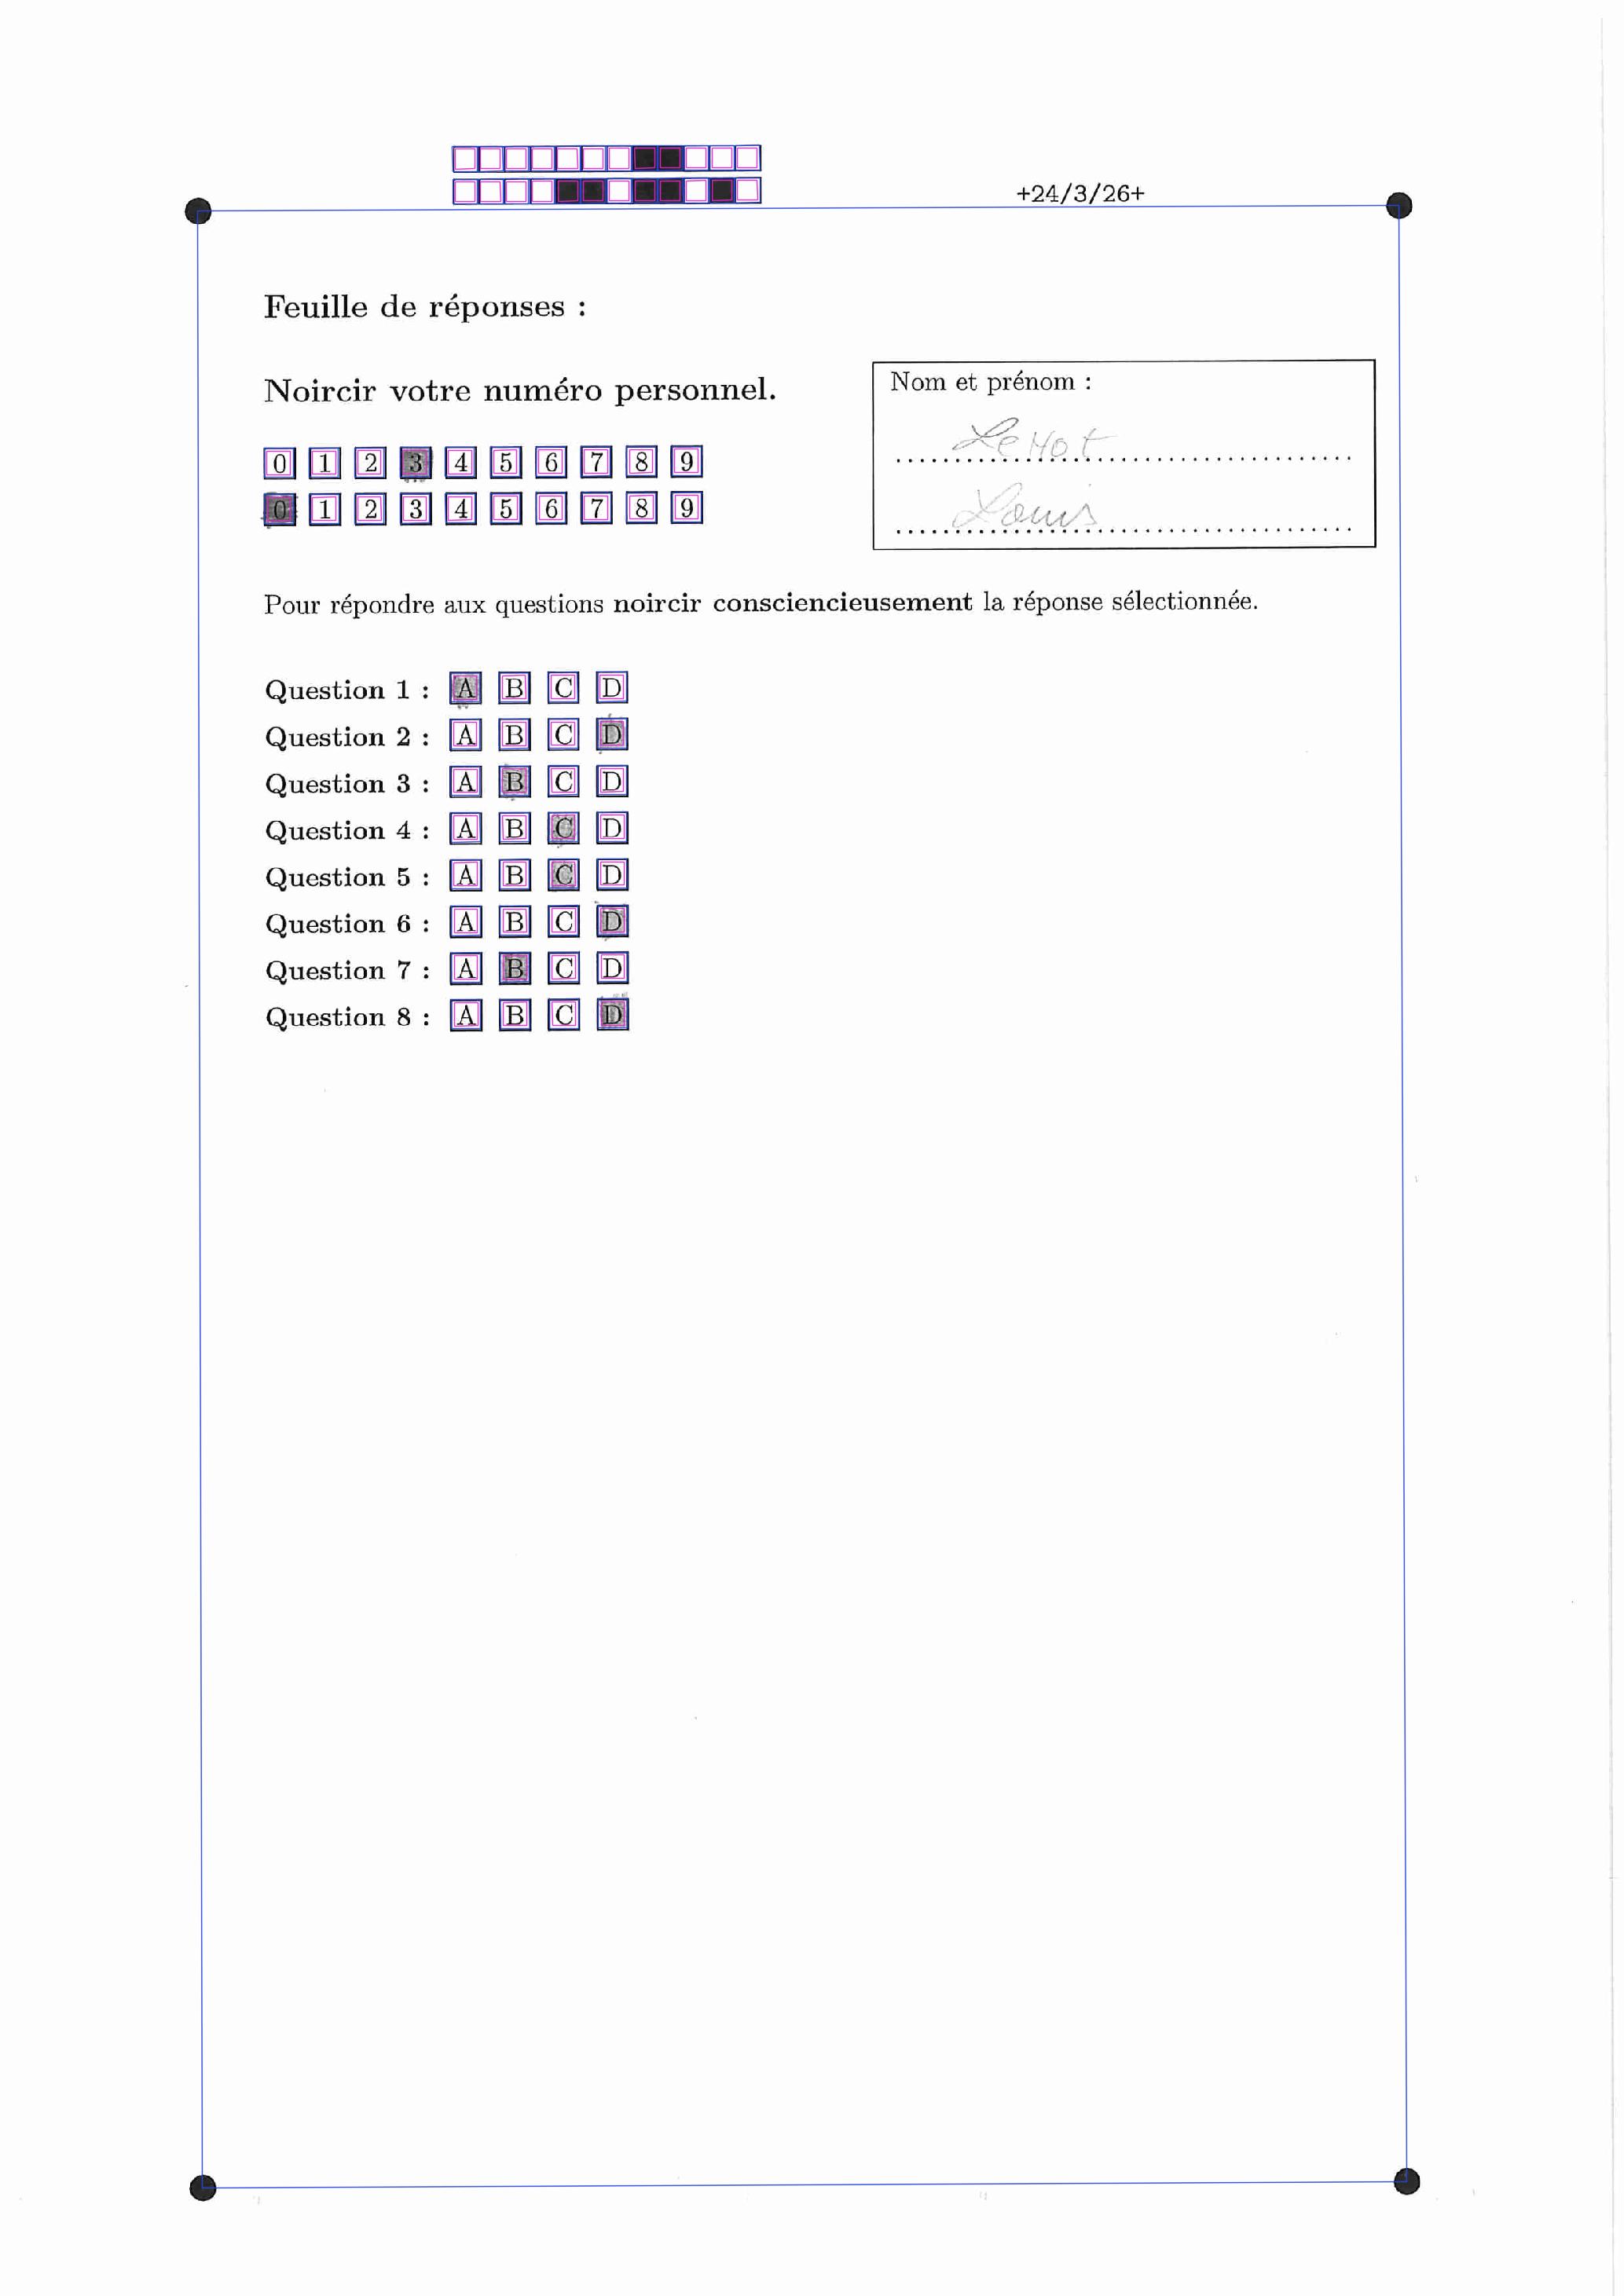 +24/3/26+
Feuille de réponses :
Noircir votre numéro personnel.
Nom et prénom :
LeHot
Louis
0 1 2 3 4 5 6 7 8 9
0 1 2 3 4 5 6 7 8 9
Pour répondre aux questions noircir consciencieusement la réponse sélectionnée.
Question 1 : A B C D
Question 2 : A B C D
Question 3 : A B C D
Question 4 : A B C D
Question 5 : A B C D
Question 6 : A B C D
Question 7 : A B C D
Question 8 : A B C D